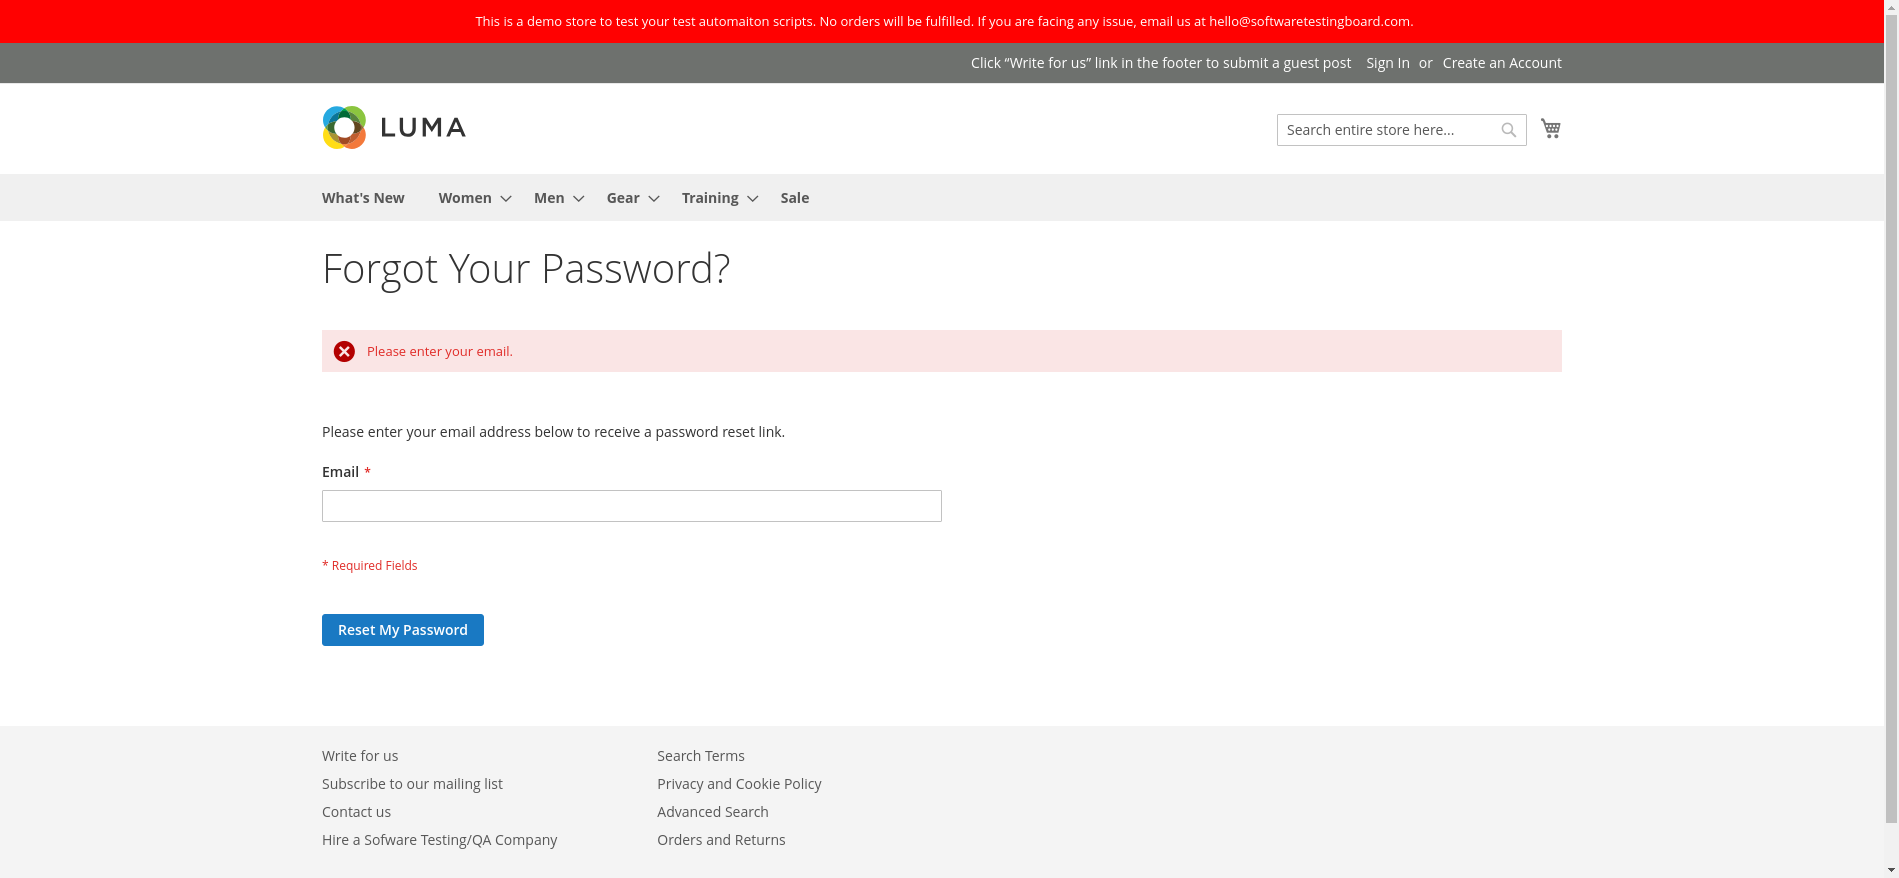 This is a demo store to test your test automaiton scripts. No orders will be fulfilled. If you are facing any issue, email us at hello@softwaretestingboard.com.
Click “Write for us” link in the footer to submit a guest post Sign In or Create an Account
LUMA
Search entire store here...
What's New Women Men Gear Training Sale
Forgot Your Password?
Please enter your email.
Please enter your email address below to receive a password reset link.
Email *
* Required Fields
Reset My Password
Write for us
Subscribe to our mailing list
Contact us
Hire a Sofware Testing/QA Company
Search Terms
Privacy and Cookie Policy
Advanced Search
Orders and Returns